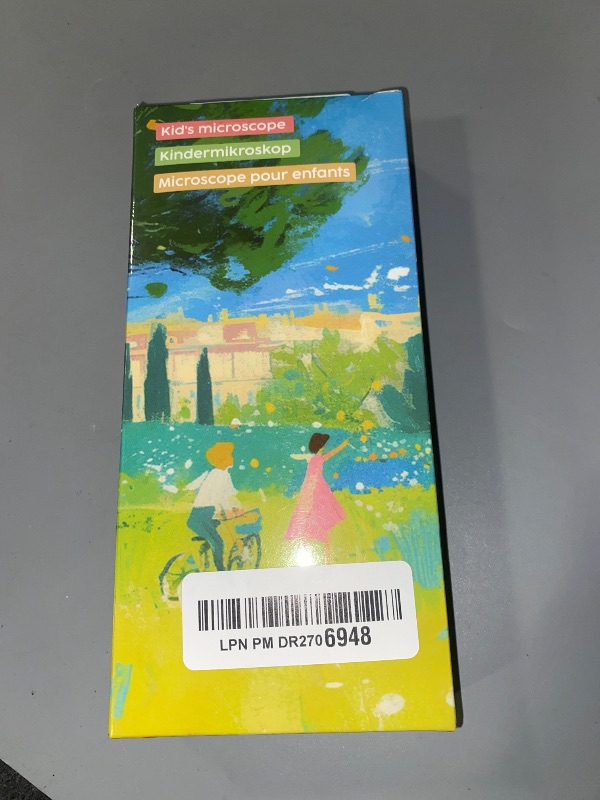 Kid's microscope
Kindermikroskop
Microscope pour enfants
LPN PM DR2706948